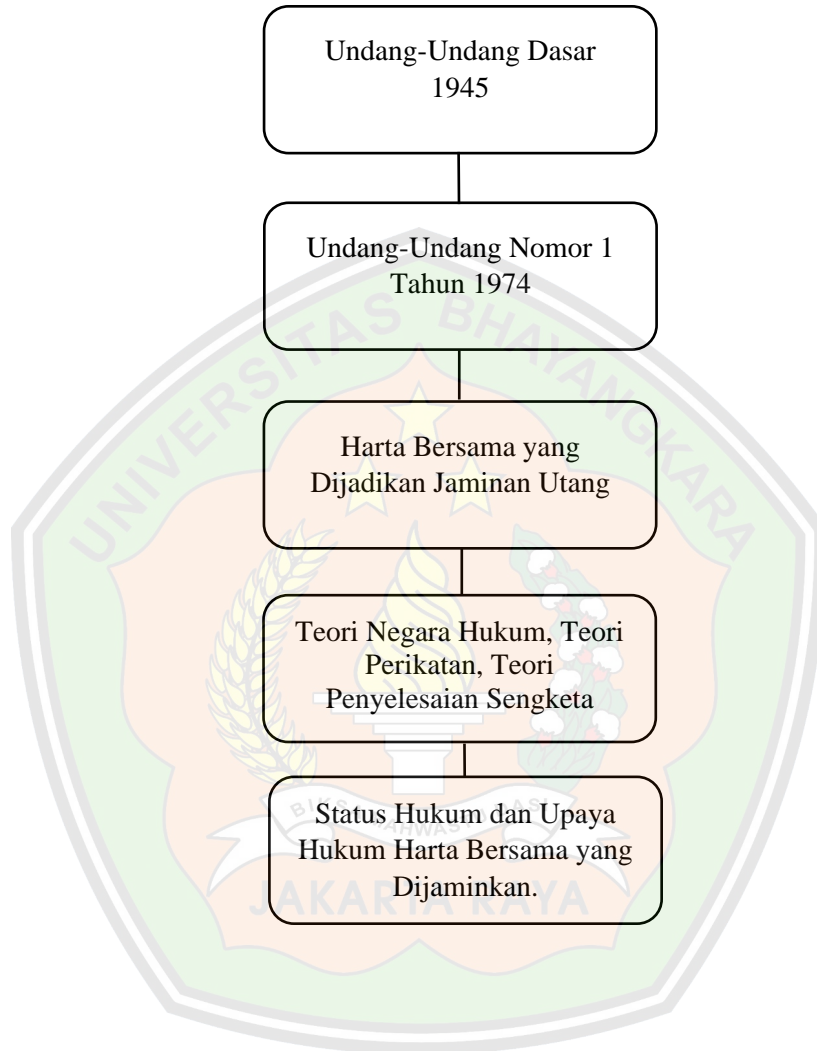 Undang-Undang Dasar
1945
Undang-Undang Nomor 1
Tahun 1974
UNIVERSITAS BHAYANGKARA
Harta Bersama yang
Dijadikan Jaminan Utang
Teori Negara Hukum, Teori
Perikatan, Teori
Penyelesaian Sengketa
Status Hukum dan Upaya
Hukum Harta Bersama yang
Dijaminkan.
JAKARTA RAYA